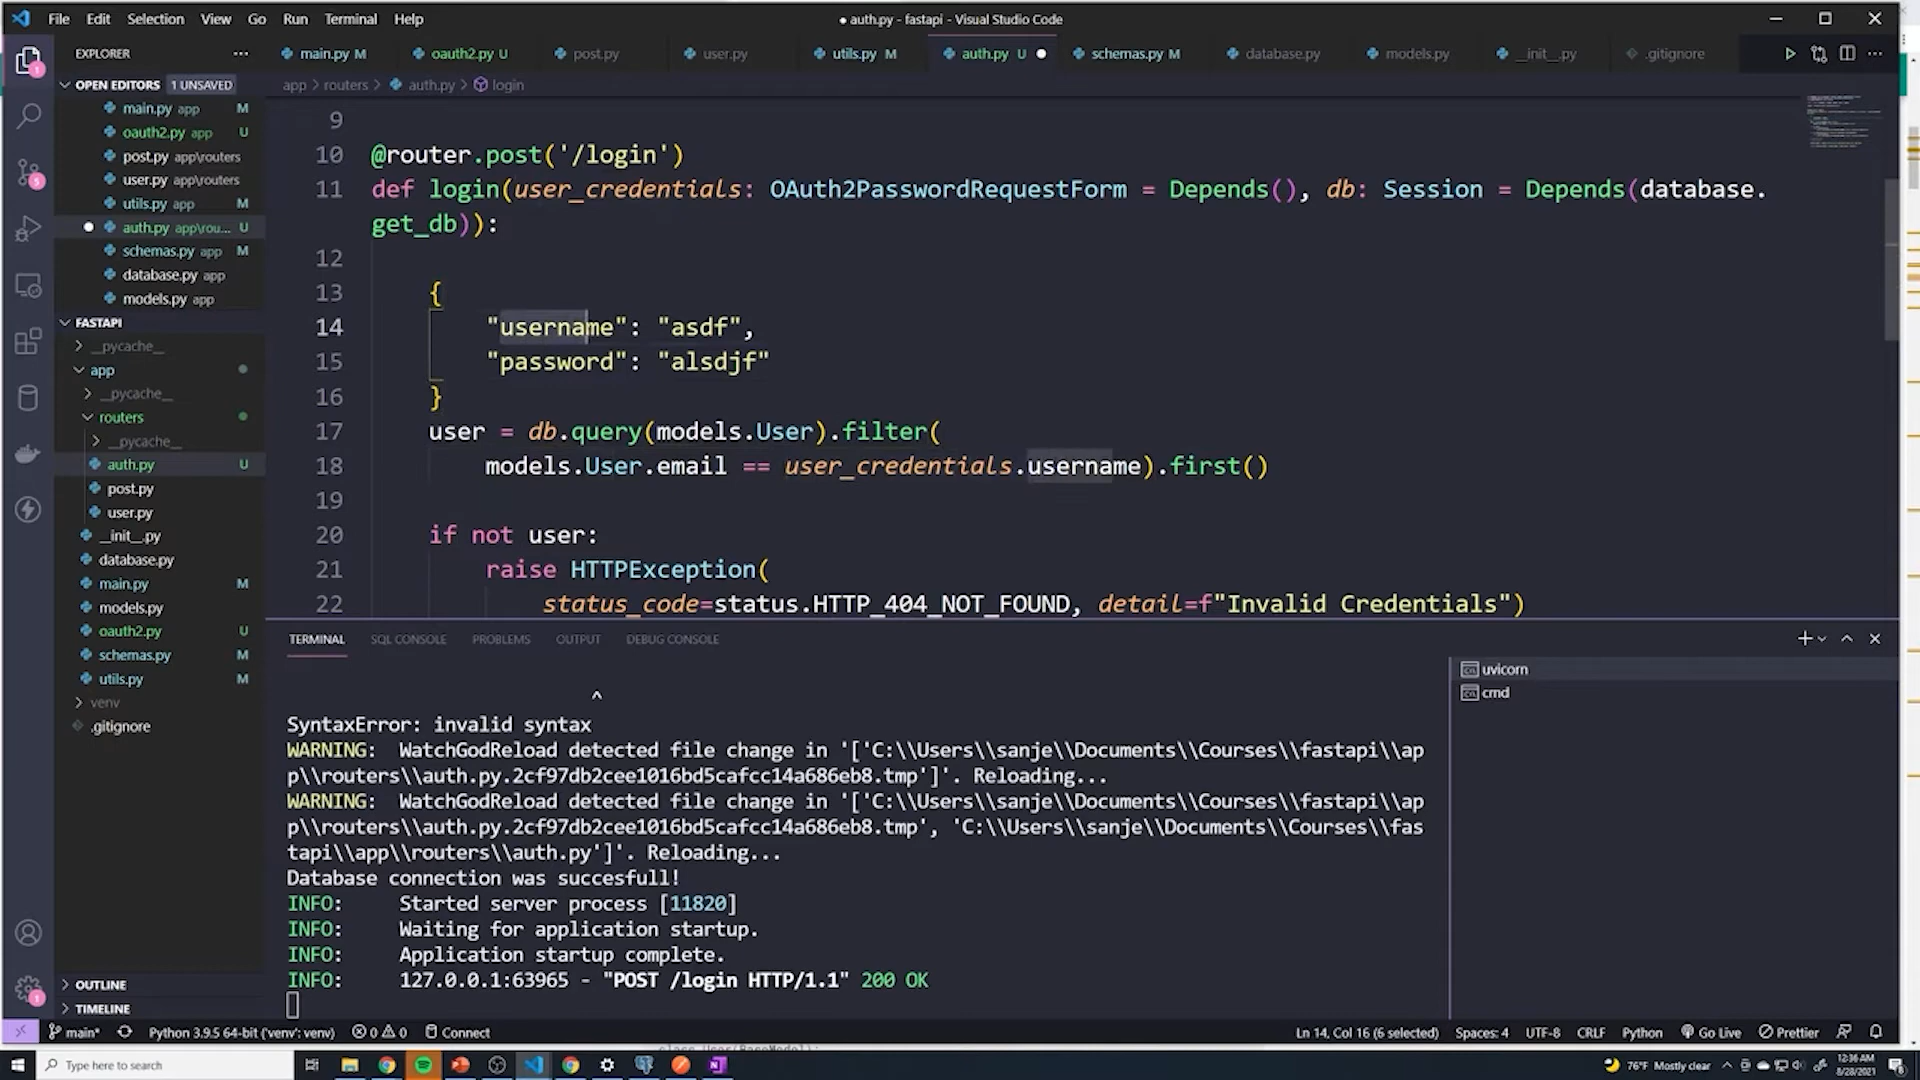 File Edit Selection View Go Run Terminal Help
● auth.py - fastapi - Visual Studio Code
EXPLORER
main.py M
oauth2.py U
post.py
user.py
utils.py M
auth.py U
schemas.py M
database.py
models.py
__init__.py
.gitignore
OPEN EDITORS 1 UNSAVED
app > routers > auth.py > login
main.py app M
oauth2.py app U
post.py app\routers
user.py app\routers
utils.py app M
auth.py app\rou... U
schemas.py app M
database.py app
models.py app
FASTAPI
__pycache__
app
__pycache__
routers
__pycache__
auth.py U
post.py
user.py
__init__.py
database.py
main.py M
models.py
oauth2.py U
schemas.py M
utils.py M
venv
.gitignore
OUTLINE
TIMELINE
9
10 @router.post('/login')
11 def login(user_credentials: OAuth2PasswordRequestForm = Depends(), db: Session = Depends(database.
get_db)):
12
13 {
14 "username": "asdf",
15 "password": "alsdjf"
16 }
17 user = db.query(models.User).filter(
18 models.User.email == user_credentials.username).first()
19
20 if not user:
21 raise HTTPException(
22 status_code=status.HTTP_404_NOT_FOUND, detail=f"Invalid Credentials")
TERMINAL SQL CONSOLE PROBLEMS OUTPUT DEBUG CONSOLE
uvicorn
cmd
^
SyntaxError: invalid syntax
WARNING: WatchGodReload detected file change in '['C:\\Users\\sanje\\Documents\\Courses\\fastapi\\ap
p\\routers\\auth.py.2cf97db2cee1016bd5cafcc14a686eb8.tmp']'. Reloading...
WARNING: WatchGodReload detected file change in '['C:\\Users\\sanje\\Documents\\Courses\\fastapi\\ap
p\\routers\\auth.py.2cf97db2cee1016bd5cafcc14a686eb8.tmp', 'C:\\Users\\sanje\\Documents\\Courses\\fas
tapi\\app\\routers\\auth.py']'. Reloading...
Database connection was succesfull!
INFO: Started server process [11820]
INFO: Waiting for application startup.
INFO: Application startup complete.
INFO: 127.0.0.1:63965 - "POST /login HTTP/1.1" 200 OK
main* Python 3.9.5 64-bit ('venv': venv) 0 0 Connect
Ln 14, Col 16 (6 selected) Spaces: 4 UTF-8 CRLF Python Go Live Prettier
Type here to search
76°F Mostly clear
12:36 AM
8/28/2021